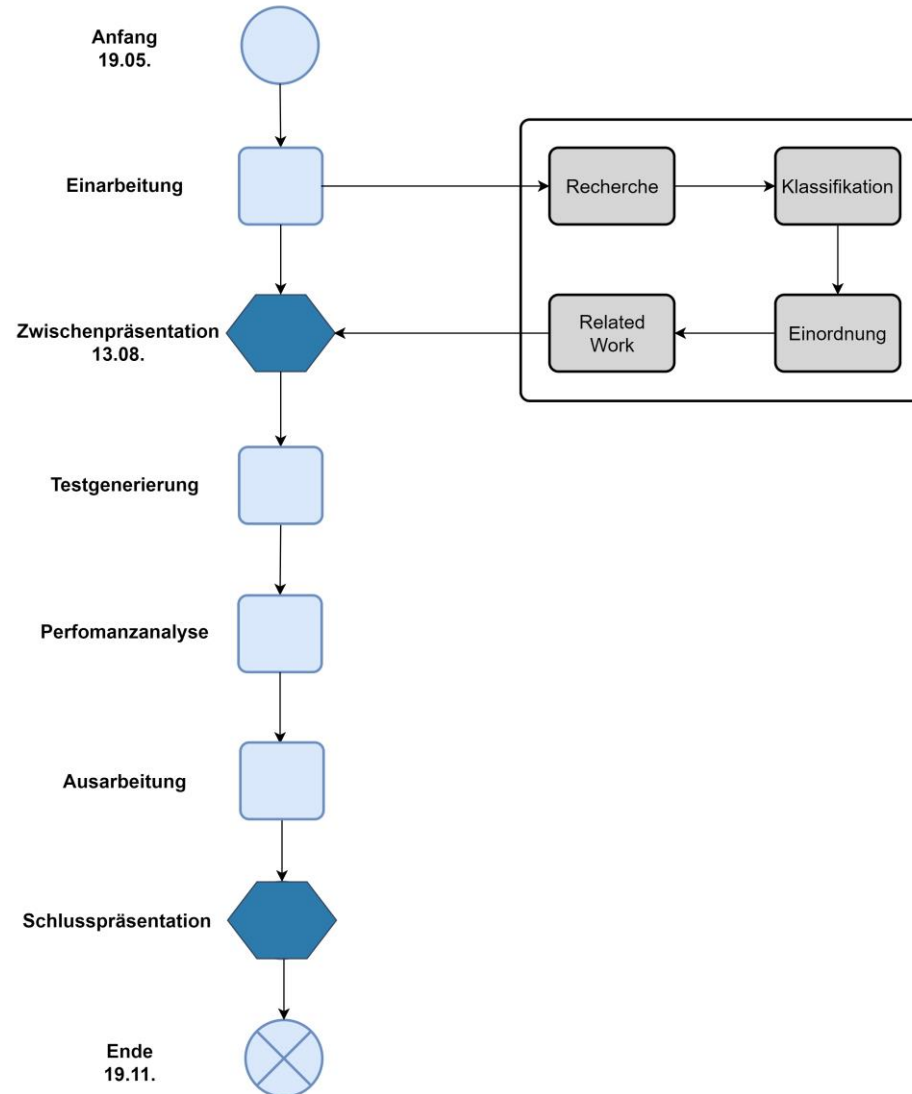 Anfang
19.05.
Einarbeitung
Recherche
Klassifikation
Zwischenpräsentation
13.08.
Related
Work
Einordnung
Testgenerierung
Perfomanzanalyse
Ausarbeitung
Schlusspräsentation
Ende
19.11.